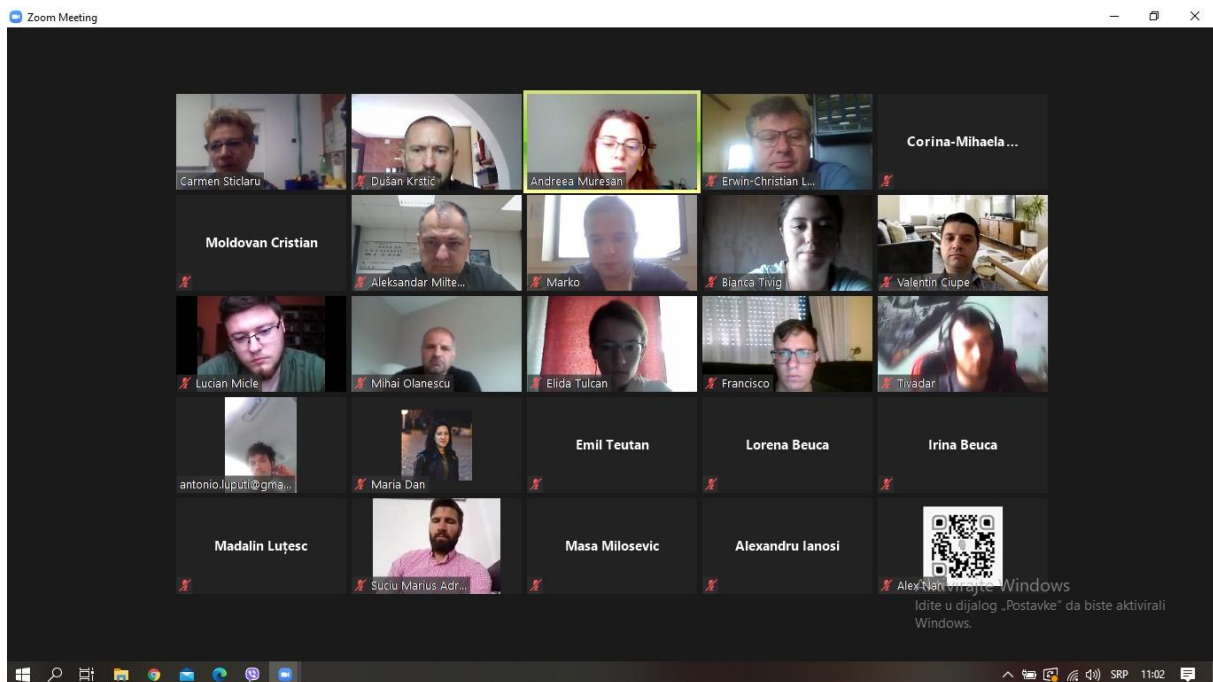 Zoom Meeting
Carmen Sticlaru
Dušan Krstić
Andreea Muresan
Erwin-Christian L...
Corina-Mihaela ...
Moldovan Cristian
Aleksandar Milte...
Marko
Bianca Tivig
Valentin Ciupe
Lucian Micle
Mihai Olanescu
Elida Tulcan
Francisco
Tivadar
antonio.luputi@gma...
Maria Dan
Emil Teutan
Lorena Beuca
Irina Beuca
Madalin Luțesc
Suciu Marius Adr...
Masa Milosevic
Alexandru Ianosi
Alex
Aktivirajte Windows
Idite u dijalog „Postavke“ da biste aktivirali
Windows.
SRP 11:02